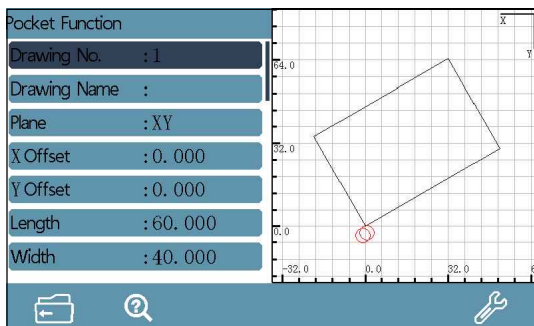 Pocket Function
Drawing No. :1
Drawing Name :
Plane :XY
X Offset :0.000
Y Offset :0.000
Length :60.000
Width :40.000
X
Y
64.0
32.0
0.0
-32.0 0.0 32.0 6